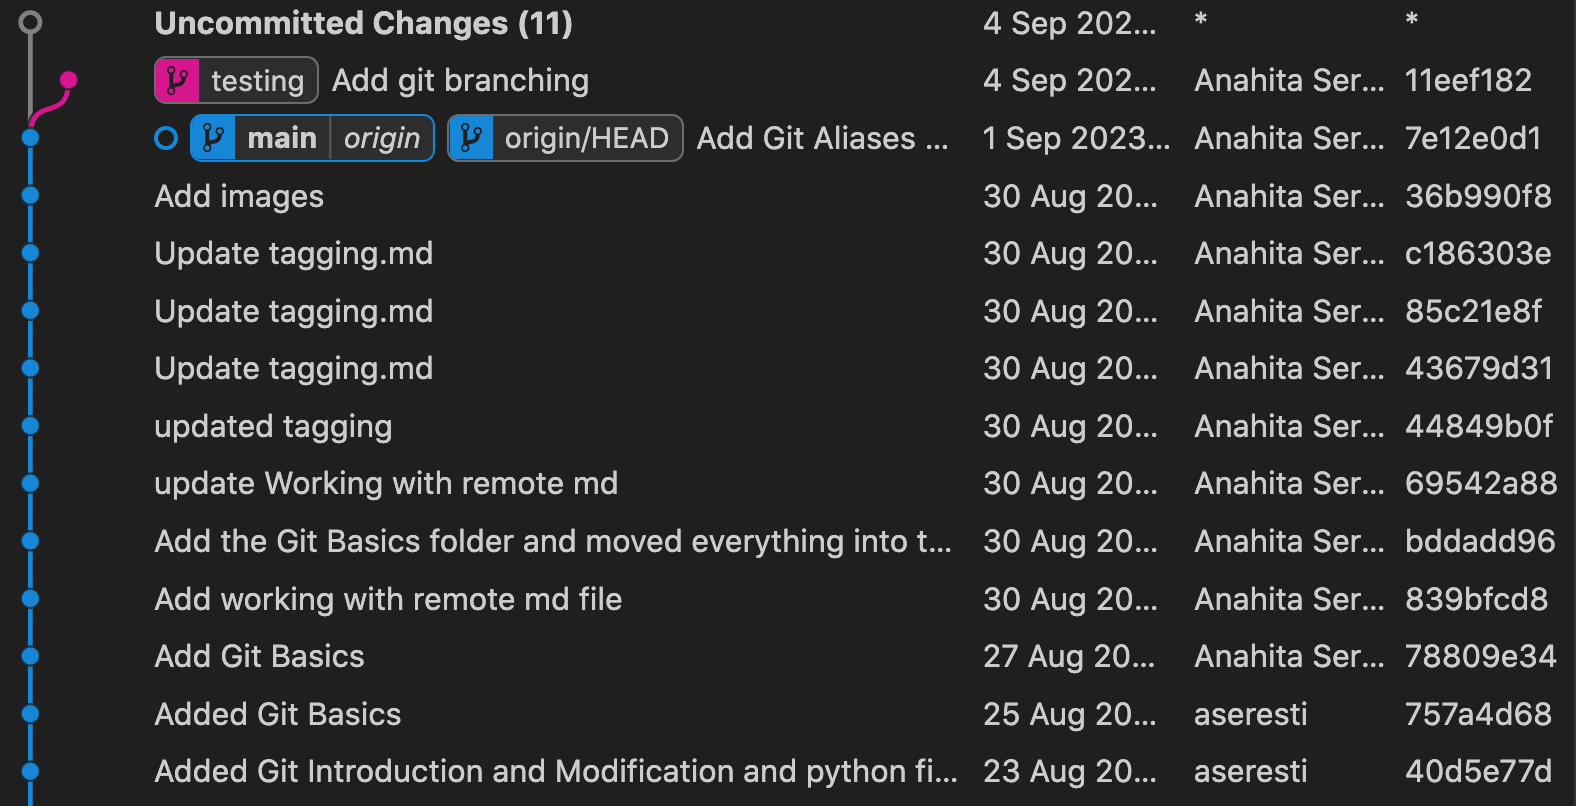 Uncommitted Changes (11) 4 Sep 202... * *
testing Add git branching 4 Sep 202... Anahita Ser... 11eef182
main origin origin/HEAD Add Git Aliases ... 1 Sep 2023... Anahita Ser... 7e12e0d1
Add images 30 Aug 20... Anahita Ser... 36b990f8
Update tagging.md 30 Aug 20... Anahita Ser... c186303e
Update tagging.md 30 Aug 20... Anahita Ser... 85c21e8f
Update tagging.md 30 Aug 20... Anahita Ser... 43679d31
updated tagging 30 Aug 20... Anahita Ser... 44849b0f
update Working with remote md 30 Aug 20... Anahita Ser... 69542a88
Add the Git Basics folder and moved everything into t... 30 Aug 20... Anahita Ser... bddadd96
Add working with remote md file 30 Aug 20... Anahita Ser... 839bfcd8
Add Git Basics 27 Aug 20... Anahita Ser... 78809e34
Added Git Basics 25 Aug 20... aseresti 757a4d68
Added Git Introduction and Modification and python fi... 23 Aug 20... aseresti 40d5e77d